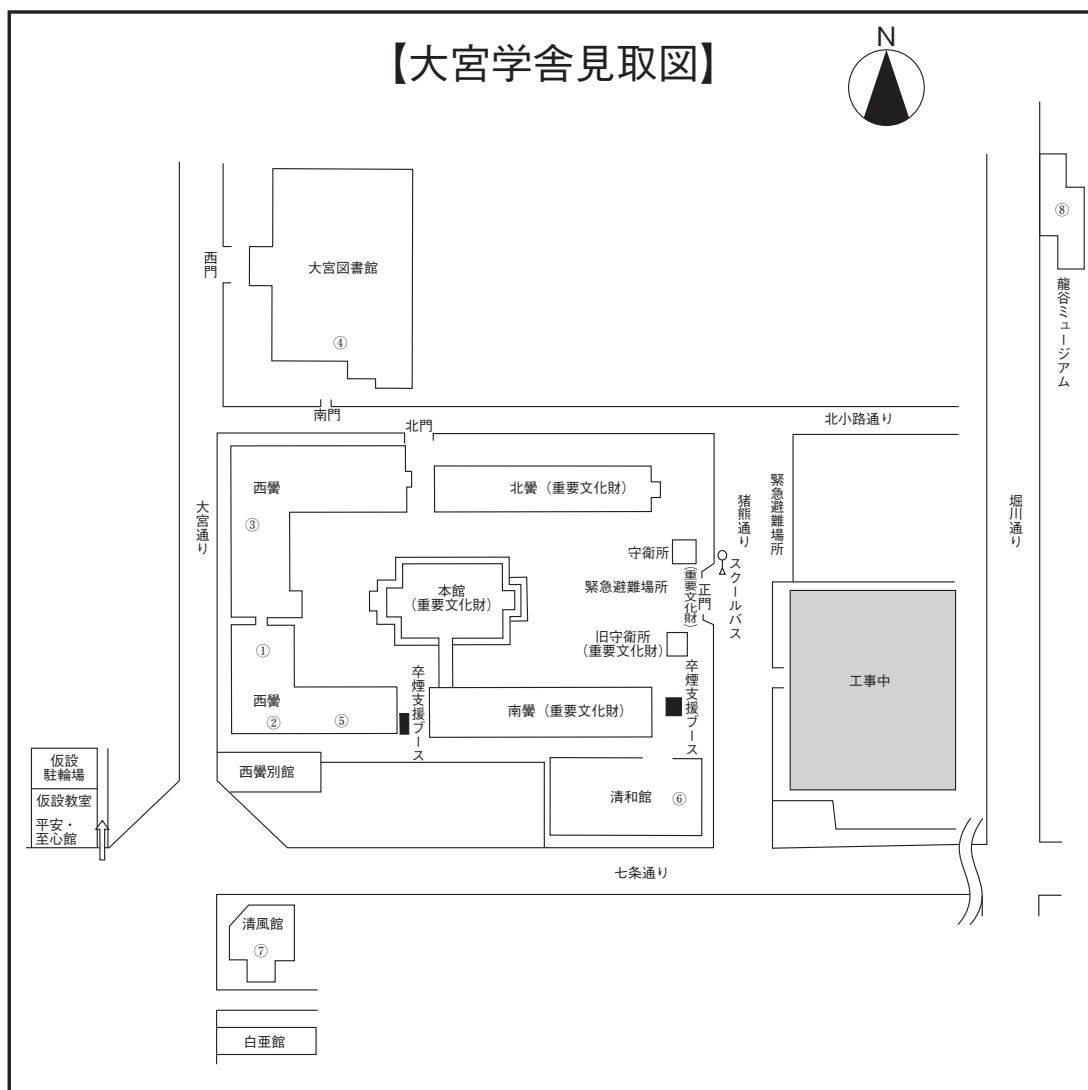 【大宮学舎見取図】
N
⑧
西門
大宮図書館
龍谷ミュージアム
④
南門
北門
北小路通り
大宮通り
西黌
③
北黌（重要文化財）
猪熊通り
緊急避難場所
堀川通り
守衛所
スクールバス
緊急避難場所
正門
（重要文化財）
本館
（重要文化財）
旧守衛所
（重要文化財）
①
西黌
②
⑤
卒煙支援ブース
南黌（重要文化財）
卒煙支援ブース
工事中
仮設
駐輪場
仮設教室
平安・
至心館
西黌別館
清和館
⑥
七条通り
清風館
⑦
白亜館